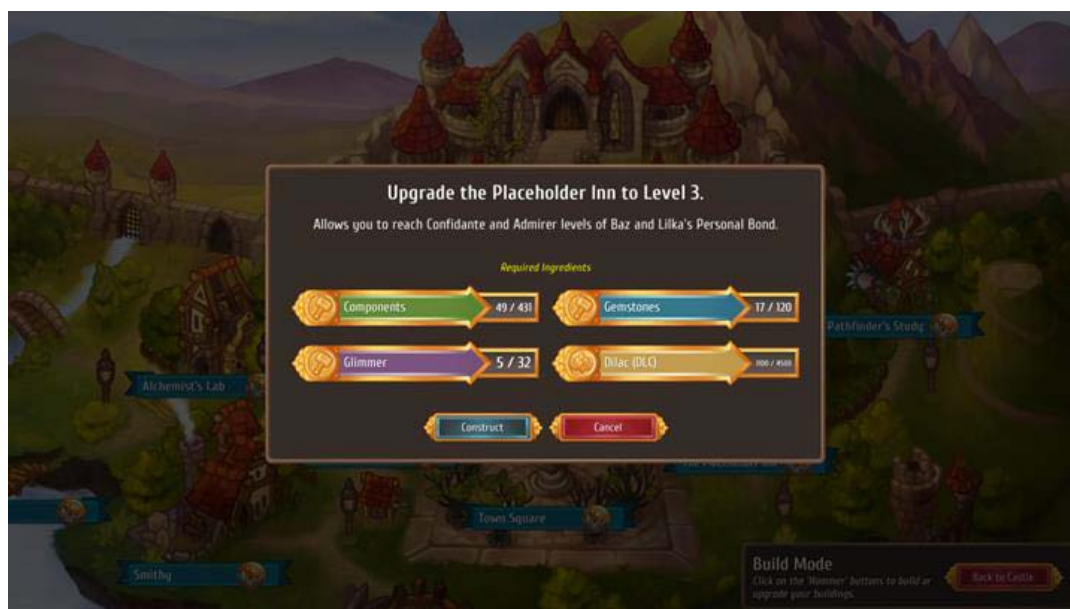 Upgrade the Placeholder Inn to Level 3.
Allows you to reach Confidante and Admirer levels of Baz and Lilka's Personal Bond.
Required Ingredients
Components 49 / 431
Gemstones 17 / 120
Glimmer 5 / 32
Dilac (DLC) / 4500
Construct
Cancel
Pathfinder's Study
Alchemist's Lab
Town Square
Smithy
Build Mode
Click on the 'Hammer' buttons to build or
upgrade your buildings.
Back to Castle